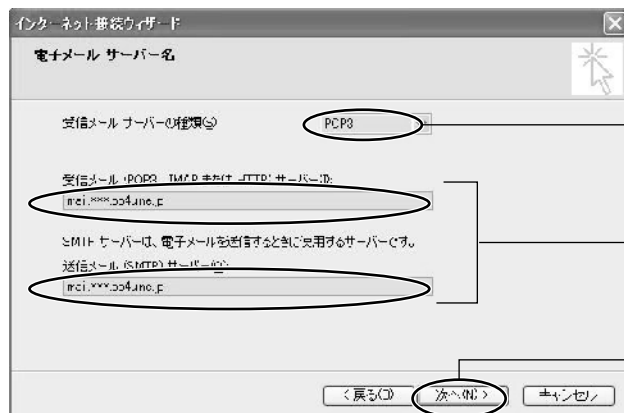 インターネット接続ウィザード
電子メール サーバー名
受信メール サーバーの種類(S)
POP3
受信メール (POP3、IMAP または HTTP) サーバー(I):
SMTP サーバーは、電子メールを送信するときに使用するサーバーです。
送信メール (SMTP) サーバー(O):
< 戻る(B)
次へ(N) >
キャンセル